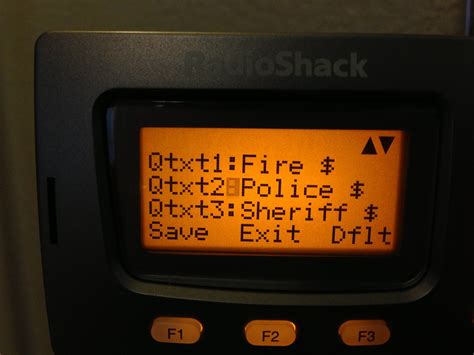 RadioShack
Qtxt1:Fire $
Qtxt2:Police $
Qtxt3:Sheriff $
Save Exit Dflt
F1 F2 F3